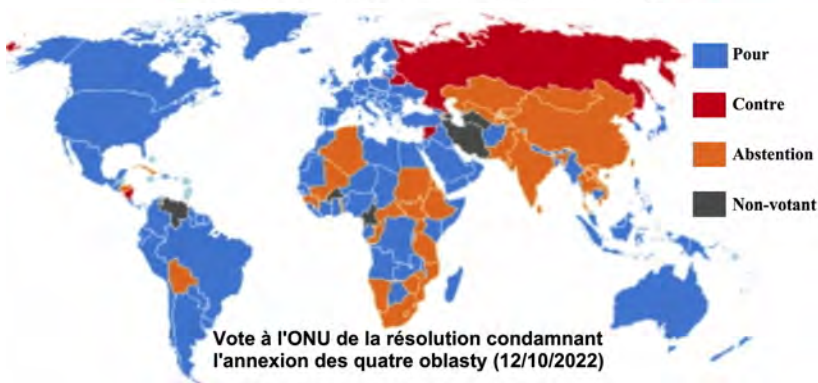 Pour
Contre
Abstention
Non-votant
Vote à l'ONU de la résolution condamnant
l'annexion des quatre oblasty (12/10/2022)